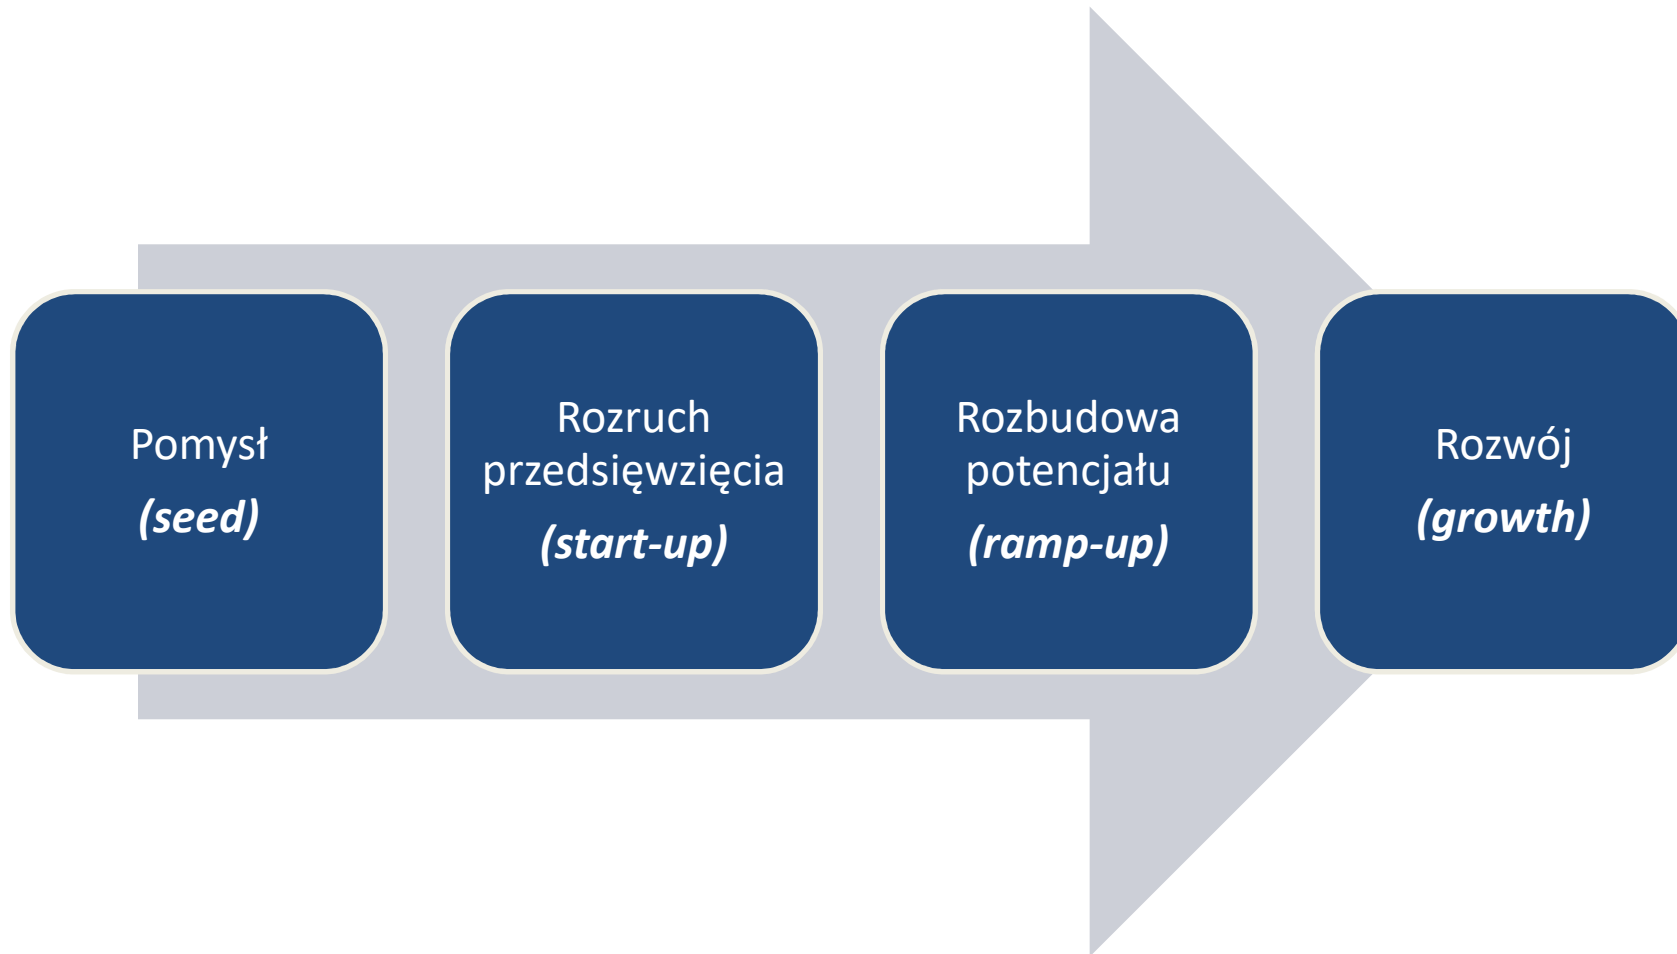 Pomysł
(seed)
Rozruch
przedsięwzięcia
(start-up)
Rozbudowa
potencjału
(ramp-up)
Rozwój
(growth)